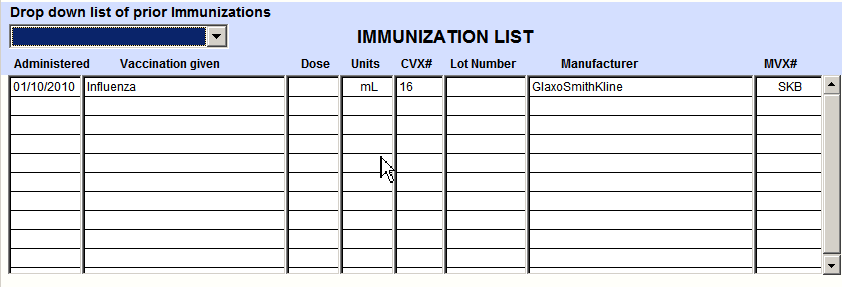 Drop down list of prior Immunizations
IMMUNIZATION LIST
Administered Vaccination given Dose Units CVX# Lot Number Manufacturer MVX#
01/10/2010 Influenza mL 16 GlaxoSmithKline SKB